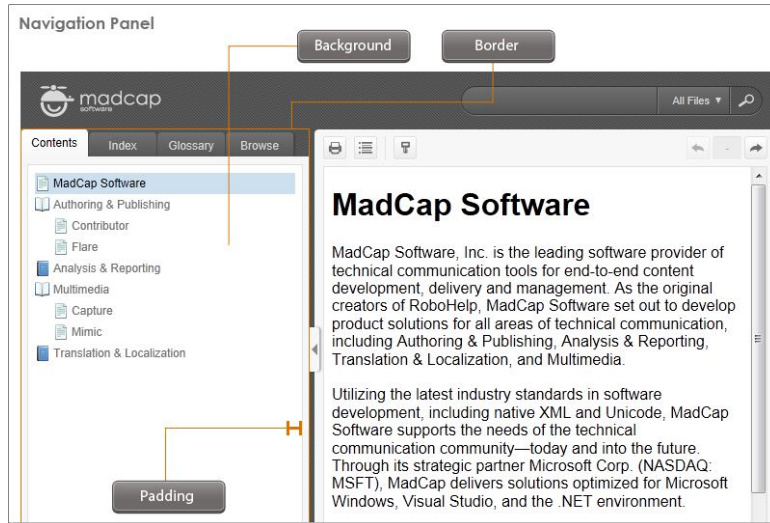 Navigation Panel
Background
Border
madcap
software
All Files
Contents
Index
Glossary
Browse
MadCap Software
Authoring & Publishing
Contributor
Flare
Analysis & Reporting
Multimedia
Capture
Mimic
Translation & Localization
Padding
MadCap Software
MadCap Software, Inc. is the leading software provider of
technical communication tools for end-to-end content
development, delivery and management. As the original
creators of RoboHelp, MadCap Software set out to develop
product solutions for all areas of technical communication,
including Authoring & Publishing, Analysis & Reporting,
Translation & Localization, and Multimedia.
Utilizing the latest industry standards in software
development, including native XML and Unicode, MadCap
Software supports the needs of the technical
communication community—today and into the future.
Through its strategic partner Microsoft Corp. (NASDAQ:
MSFT), MadCap delivers solutions optimized for Microsoft
Windows, Visual Studio, and the .NET environment.